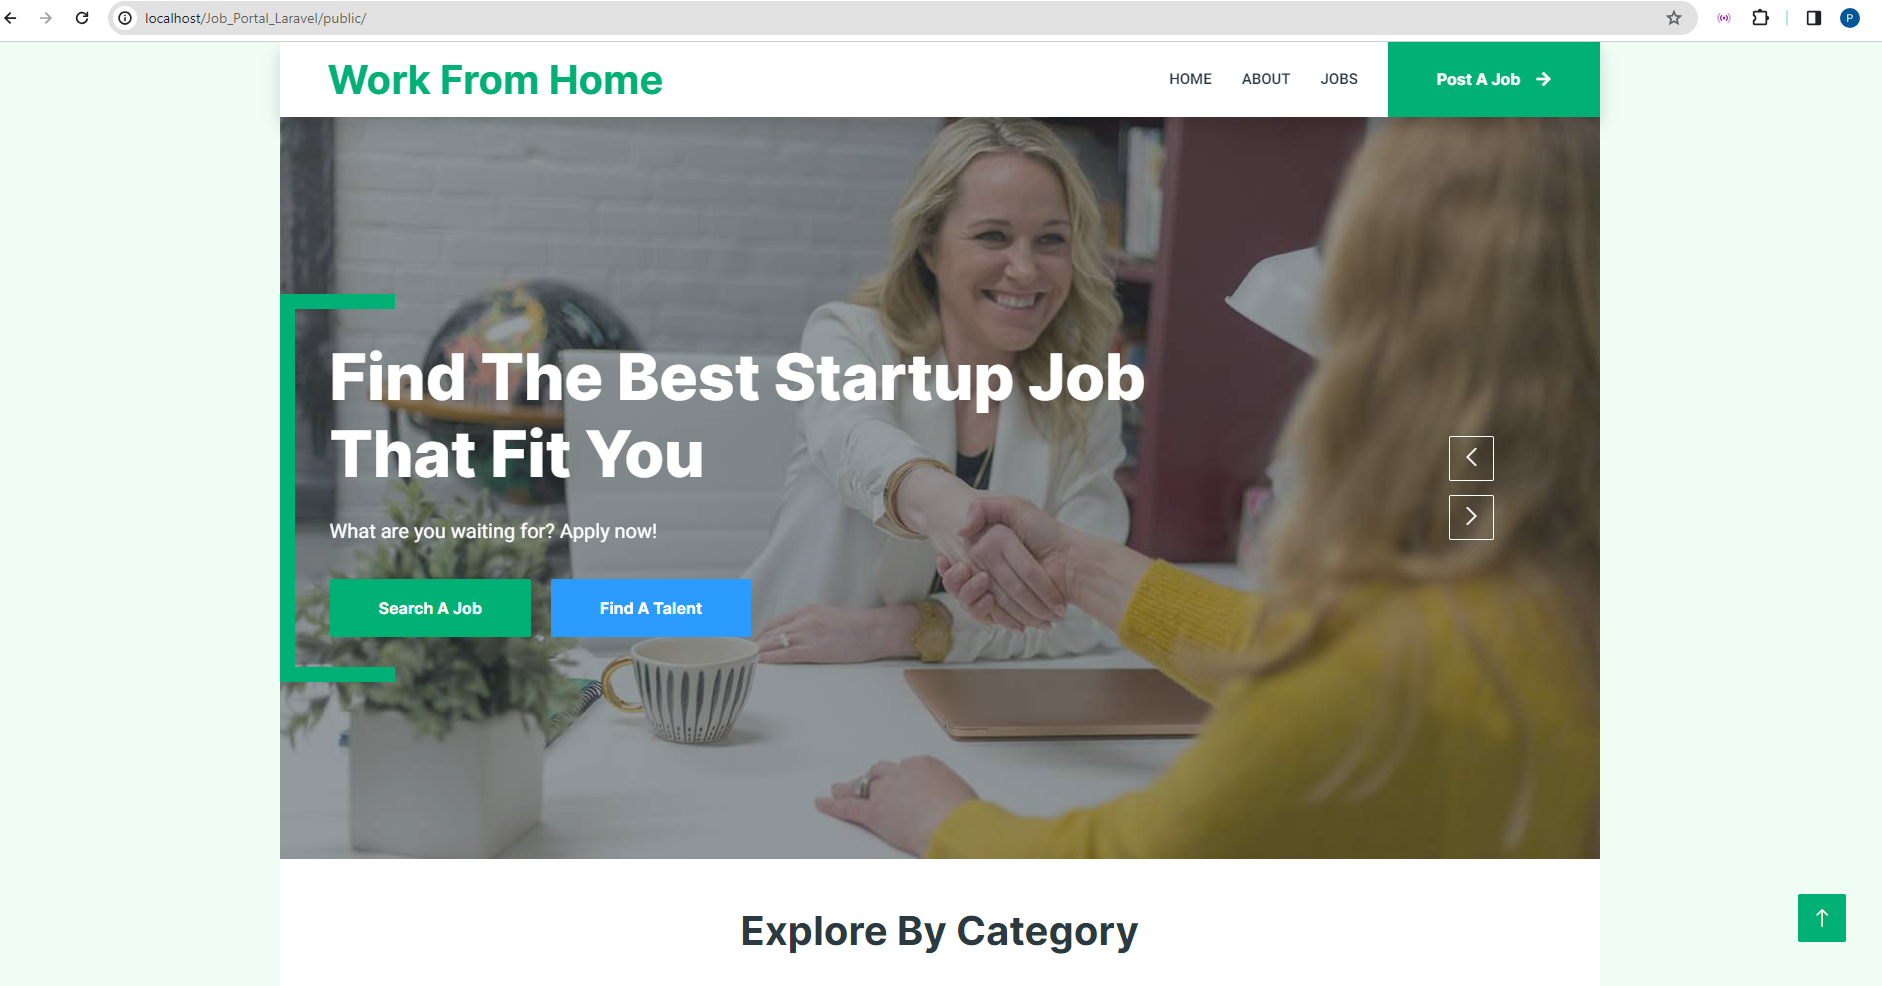 localhost/Job_Portal_Laravel/public/
P
Work From Home
HOME ABOUT JOBS Post A Job
Find The Best Startup Job
That Fit You
What are you waiting for? Apply now!
Search A Job Find A Talent
Explore By Category